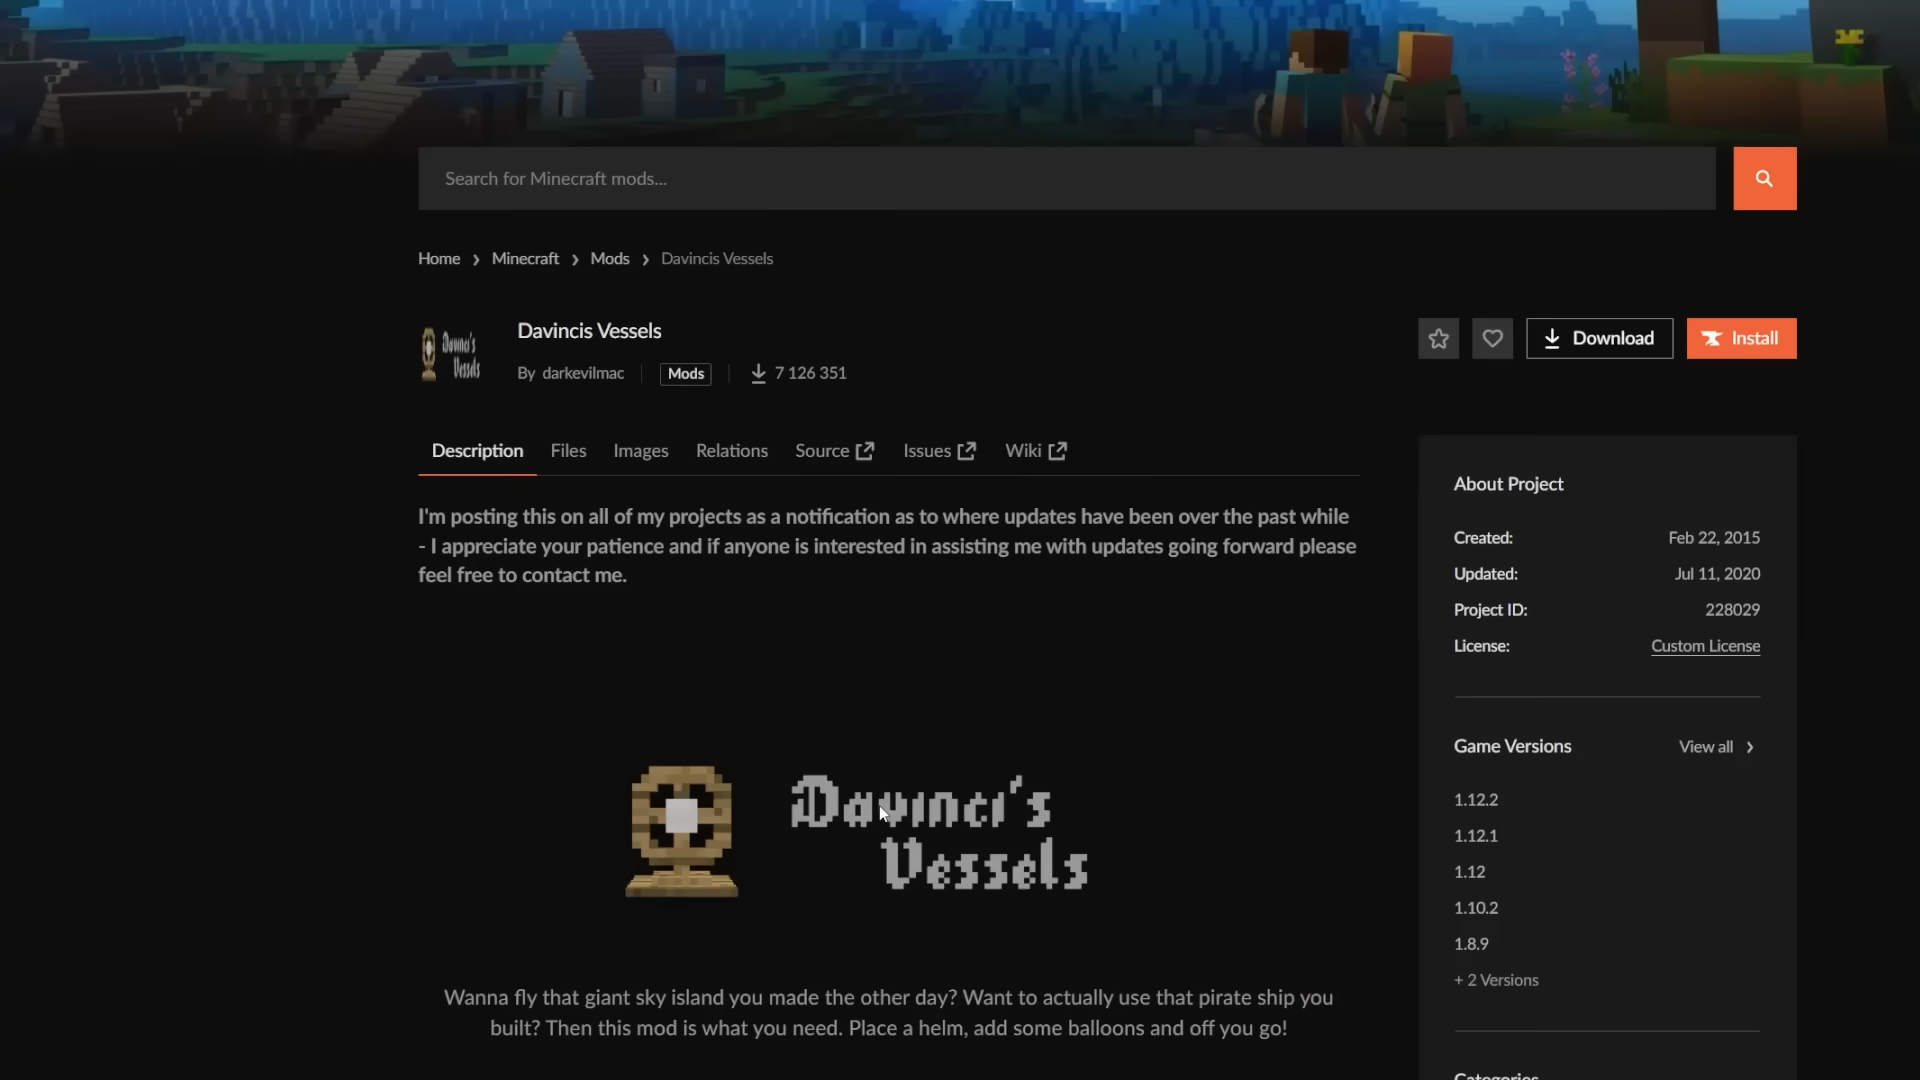 Search for Minecraft mods...
Home > Minecraft > Mods > Davincis Vessels
Davinci's
Vessels
Davincis Vessels
By darkevilmac Mods 7 126 351
Download
Install
Description Files Images Relations Source Issues Wiki
I'm posting this on all of my projects as a notification as to where updates have been over the past while
- I appreciate your patience and if anyone is interested in assisting me with updates going forward please
feel free to contact me.
Davinci's
Vessels
Wanna fly that giant sky island you made the other day? Want to actually use that pirate ship you
built? Then this mod is what you need. Place a helm, add some balloons and off you go!
About Project
Created: Feb 22, 2015
Updated: Jul 11, 2020
Project ID: 228029
License: Custom License
Game Versions View all >
1.12.2
1.12.1
1.12
1.10.2
1.8.9
+ 2 Versions
Categories